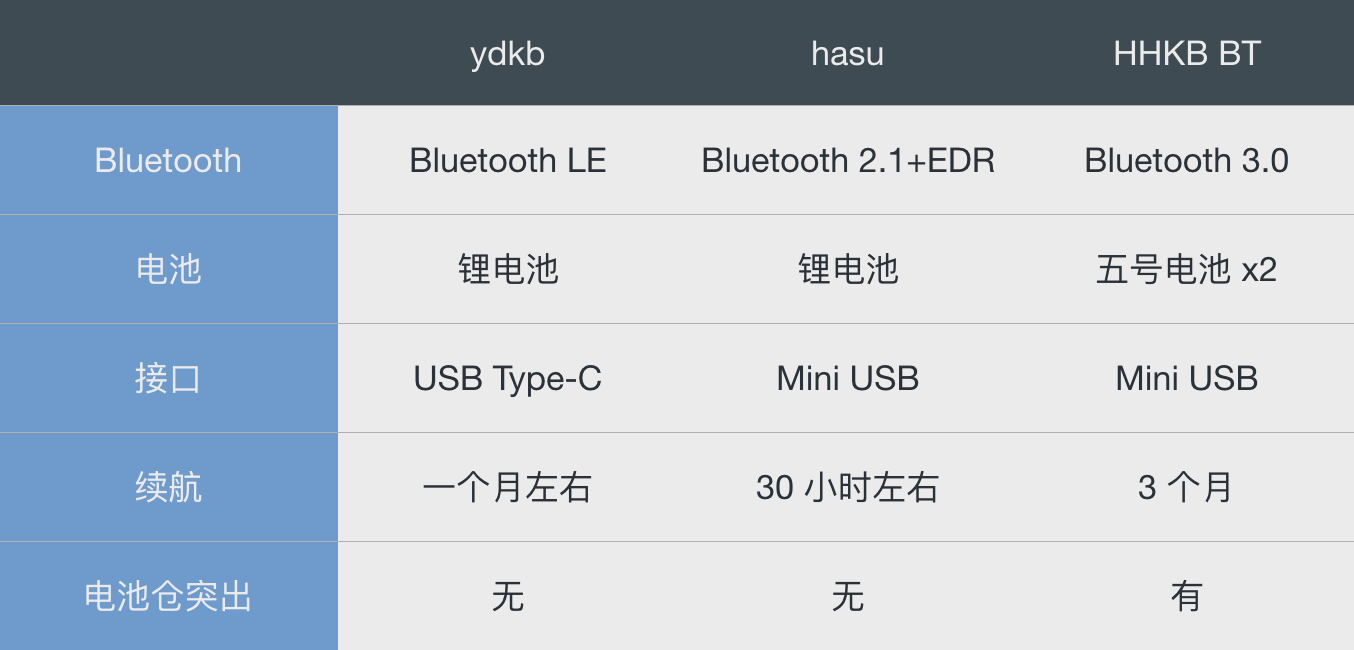 ydkb hasu HHKB BT
Bluetooth Bluetooth LE Bluetooth 2.1+EDR Bluetooth 3.0
电池 锂电池 锂电池 五号电池 x2
接口 USB Type-C Mini USB Mini USB
续航 一个月左右 30 小时左右 3 个月
电池仓突出 无 无 有